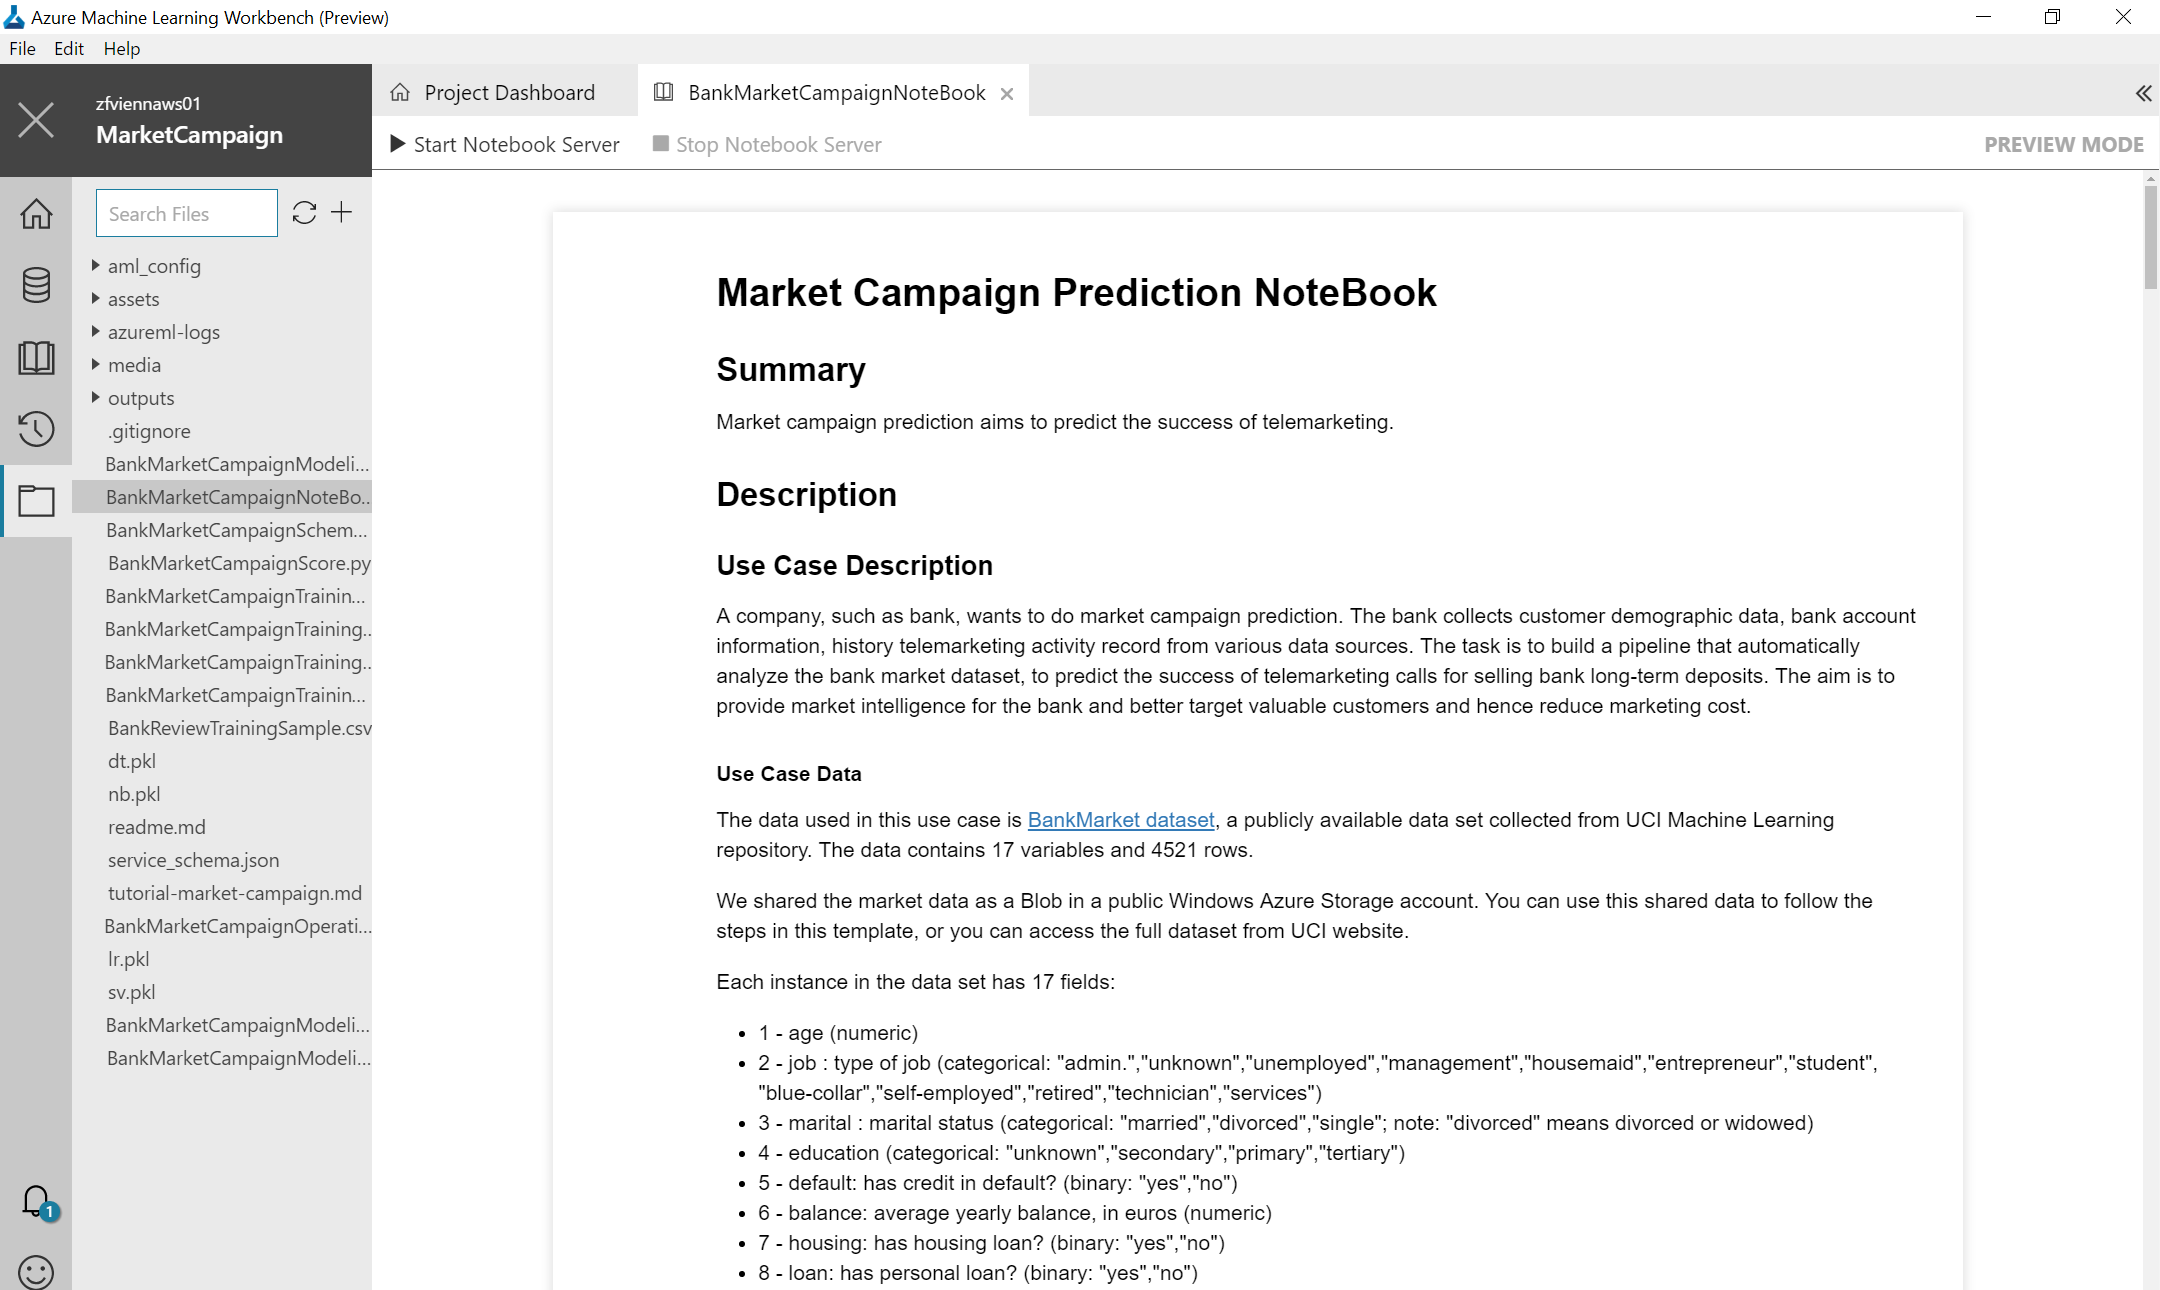 Azure Machine Learning Workbench (Preview)
File Edit Help
zfviennaws01
MarketCampaign
Project Dashboard
BankMarketCampaignNoteBook
Start Notebook Server
Stop Notebook Server
PREVIEW MODE
Search Files
aml_config
assets
azureml-logs
media
outputs
.gitignore
BankMarketCampaignModeli...
BankMarketCampaignNoteBo...
BankMarketCampaignSchem...
BankMarketCampaignScore.py
BankMarketCampaignTrainin...
BankMarketCampaignTraining...
BankMarketCampaignTraining...
BankMarketCampaignTrainin...
BankReviewTrainingSample.csv
dt.pkl
nb.pkl
readme.md
service_schema.json
tutorial-market-campaign.md
BankMarketCampaignOperati...
lr.pkl
sv.pkl
BankMarketCampaignModeli...
BankMarketCampaignModeli...
1
Market Campaign Prediction NoteBook
Summary
Market campaign prediction aims to predict the success of telemarketing.
Description
Use Case Description
A company, such as bank, wants to do market campaign prediction. The bank collects customer demographic data, bank account
information, history telemarketing activity record from various data sources. The task is to build a pipeline that automatically
analyze the bank market dataset, to predict the success of telemarketing calls for selling bank long-term deposits. The aim is to
provide market intelligence for the bank and better target valuable customers and hence reduce marketing cost.
Use Case Data
The data used in this use case is BankMarket dataset, a publicly available data set collected from UCI Machine Learning
repository. The data contains 17 variables and 4521 rows.
We shared the market data as a Blob in a public Windows Azure Storage account. You can use this shared data to follow the
steps in this template, or you can access the full dataset from UCI website.
Each instance in the data set has 17 fields:
• 1 - age (numeric)
• 2 - job : type of job (categorical: "admin.","unknown","unemployed","management","housemaid","entrepreneur","student",
"blue-collar","self-employed","retired","technician","services")
• 3 - marital : marital status (categorical: "married","divorced","single"; note: "divorced" means divorced or widowed)
• 4 - education (categorical: "unknown","secondary","primary","tertiary")
• 5 - default: has credit in default? (binary: "yes","no")
• 6 - balance: average yearly balance, in euros (numeric)
• 7 - housing: has housing loan? (binary: "yes","no")
• 8 - loan: has personal loan? (binary: "yes","no")